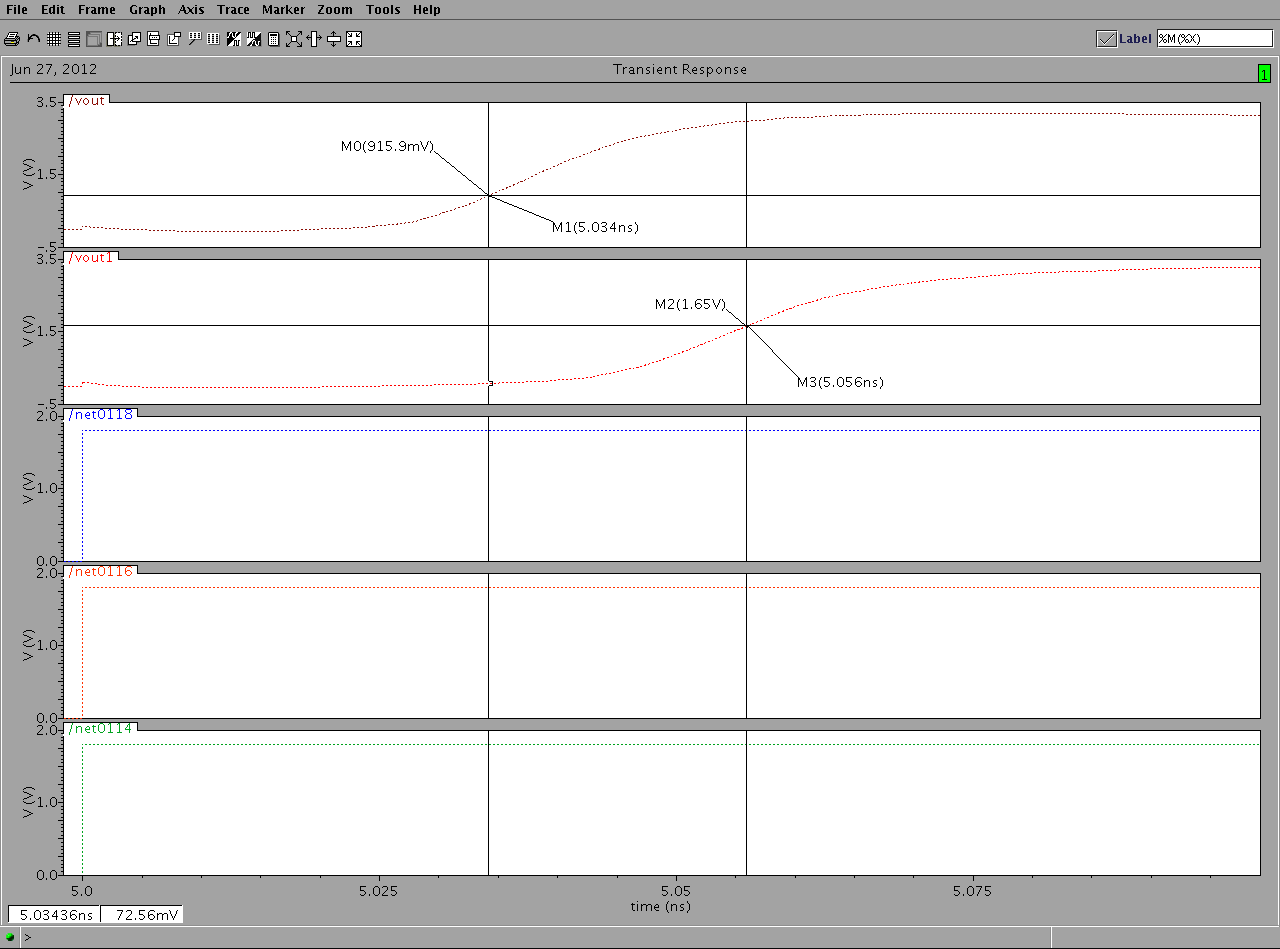 File Edit Frame Graph Axis Trace Marker Zoom Tools Help
Label %M(%X)
Jun 27, 2012 Transient Response 1
3.5 /vout
M0(915.9mV)
V (V) 1.5
M1(5.034ns)
-.5
3.5 /vout1
M2(1.65V)
V (V) 1.5
M3(5.056ns)
-.5
2.0 /net0118
V (V) 1.0
0.0
2.0 /net0116
V (V) 1.0
0.0
2.0 /net0114
V (V) 1.0
0.0
5.0 5.025 5.05 5.075
time (ns)
5.03436ns 72.56mV
>